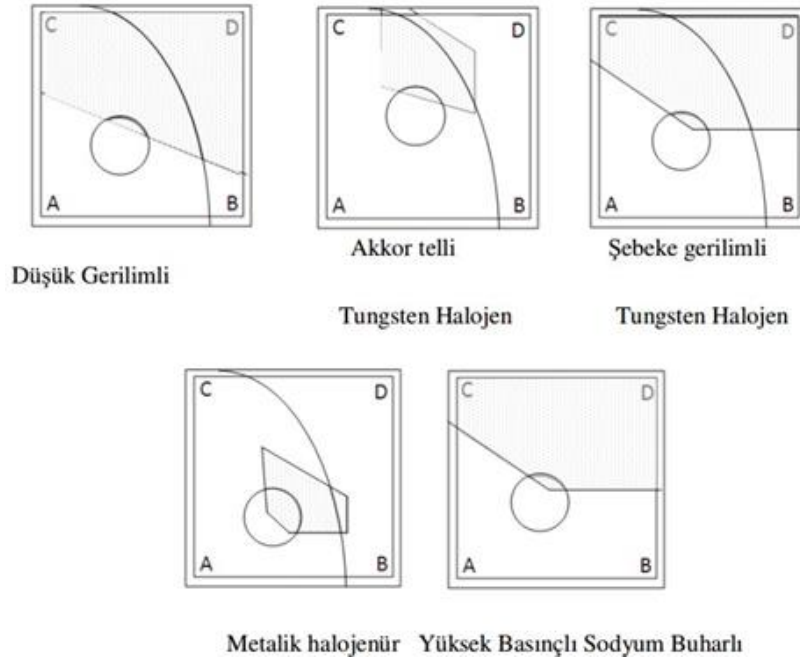 C D
A B
C D
A B
C D
A B
Düşük Gerilimli
Akkor telli
Şebeke gerilimli
Tungsten Halojen
Tungsten Halojen
C D
A B
C D
A B
Metalik halojenür
Yüksek Basınçlı Sodyum Buharlı